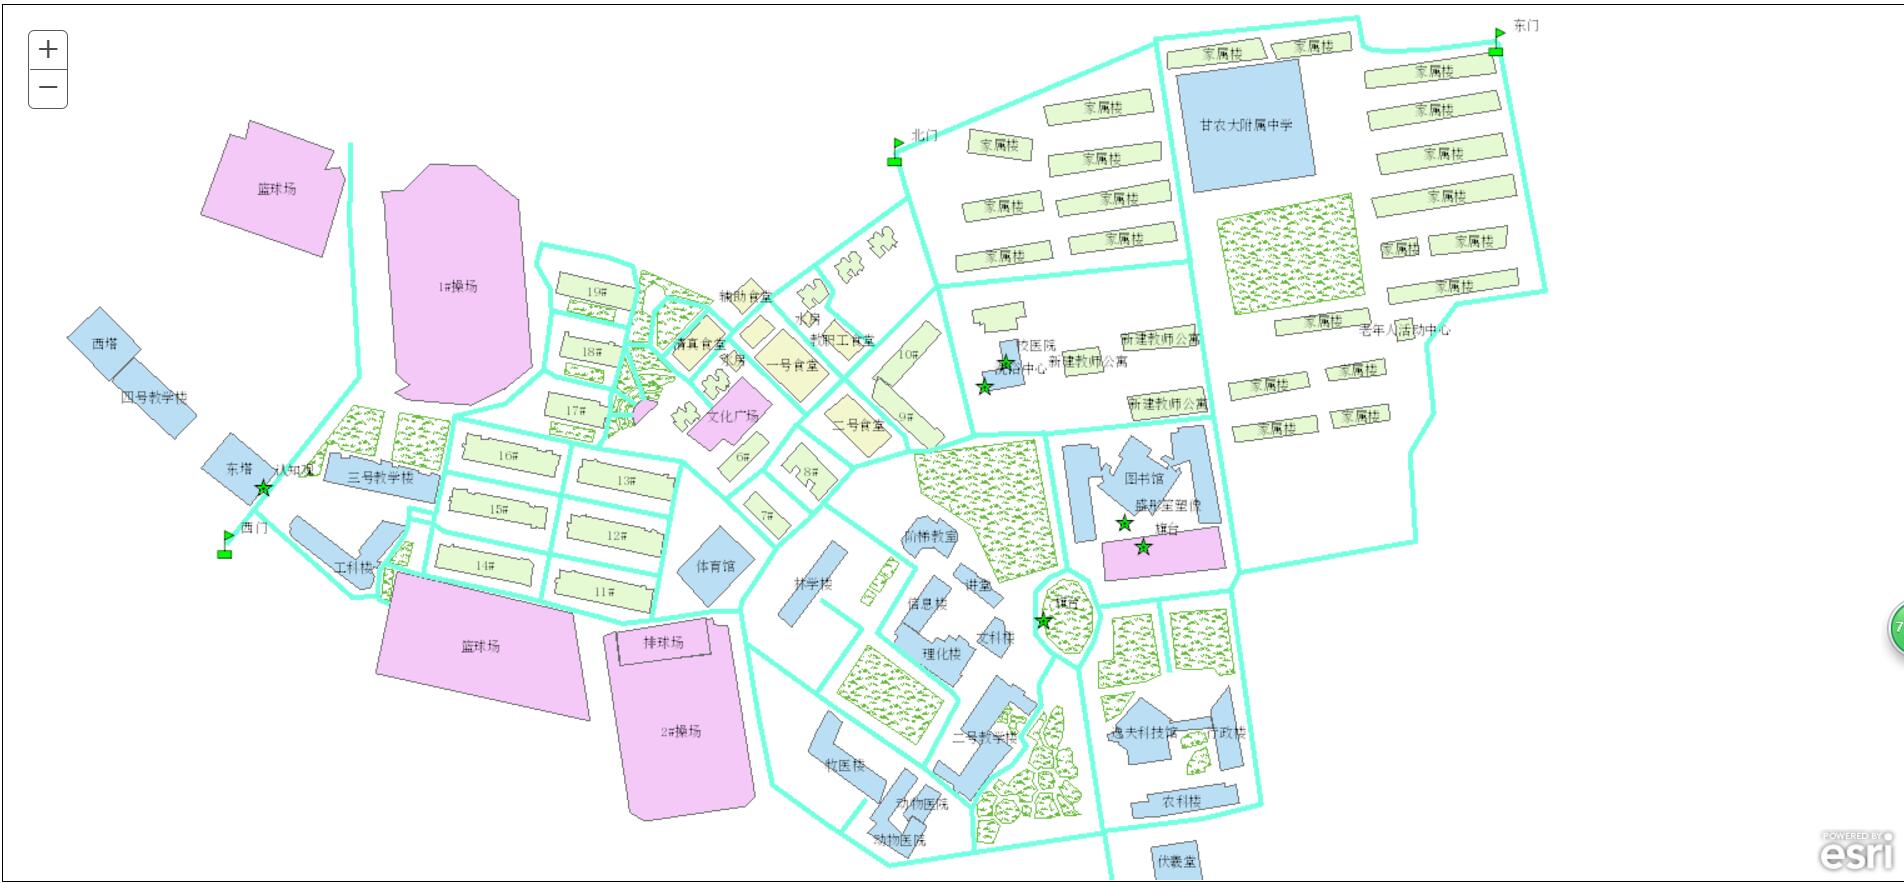 +
−
东门
家属楼
家属楼
家属楼
家属楼
家属楼
甘农大附属中学
北门
家属楼
家属楼
家属楼
家属楼
篮球场
家属楼
家属楼
家属楼
家属楼
家属楼
家属楼
家属楼
家属楼
1#操场
19#
辅助食堂
水房
家属楼
家属楼
老年人活动中心
清真食堂
教职工食堂
新建教师公寓
西塔
18#
水房
一号食堂
10#
校医院
洗浴中心
新建教师公寓
家属楼
家属楼
四号教学楼
17#
文化广场
二号食堂
9#
新建教师公寓
家属楼
家属楼
16#
6#
8#
东塔
认知观
三号教学楼
13#
图书馆
15#
7#
盛彤笙塑像
西门
12#
阶梯教室
旗台
工科楼
14#
体育馆
11#
林学楼
讲堂
信息楼
旗台
篮球场
排球场
理化楼
文科楼
2#操场
二号教学楼
逸夫科技馆
行政楼
牧医楼
动物医院
农科楼
动物医院
伏羲堂
7
POWERED BY
esri